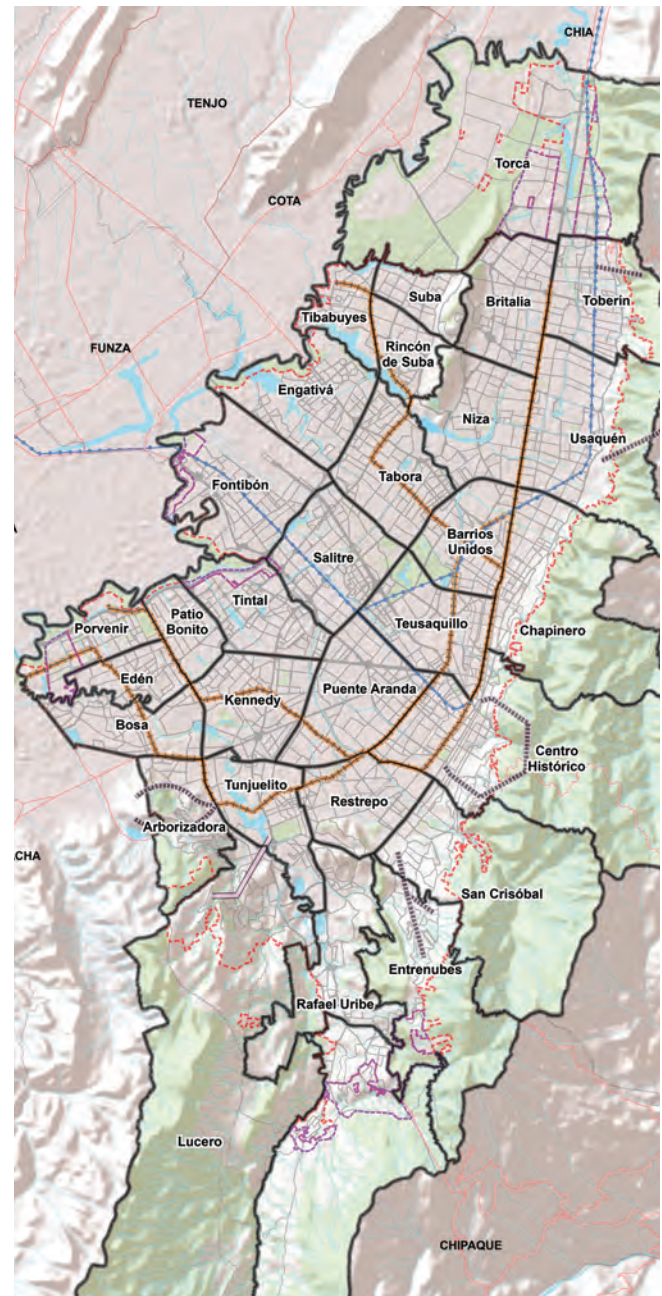 CHIA
TENJO
Torca
COTA
Suba
Britalia
Toberín
Tibabuyes
FUNZA
Rincón
de Suba
Engativá
Niza
Usaquén
Tabora
Fontibón
Barrios
Unidos
Salitre
Tintal
Patio
Bonito
Teusaquillo
Porvenir
Chapinero
Edén
Kennedy
Puente Aranda
Bosa
Centro
Histórico
Tunjuelito
Restrepo
Arborizadora
CHA
San Crisóbal
Entrenubes
Rafael Uribe
Lucero
CHIPAQUE